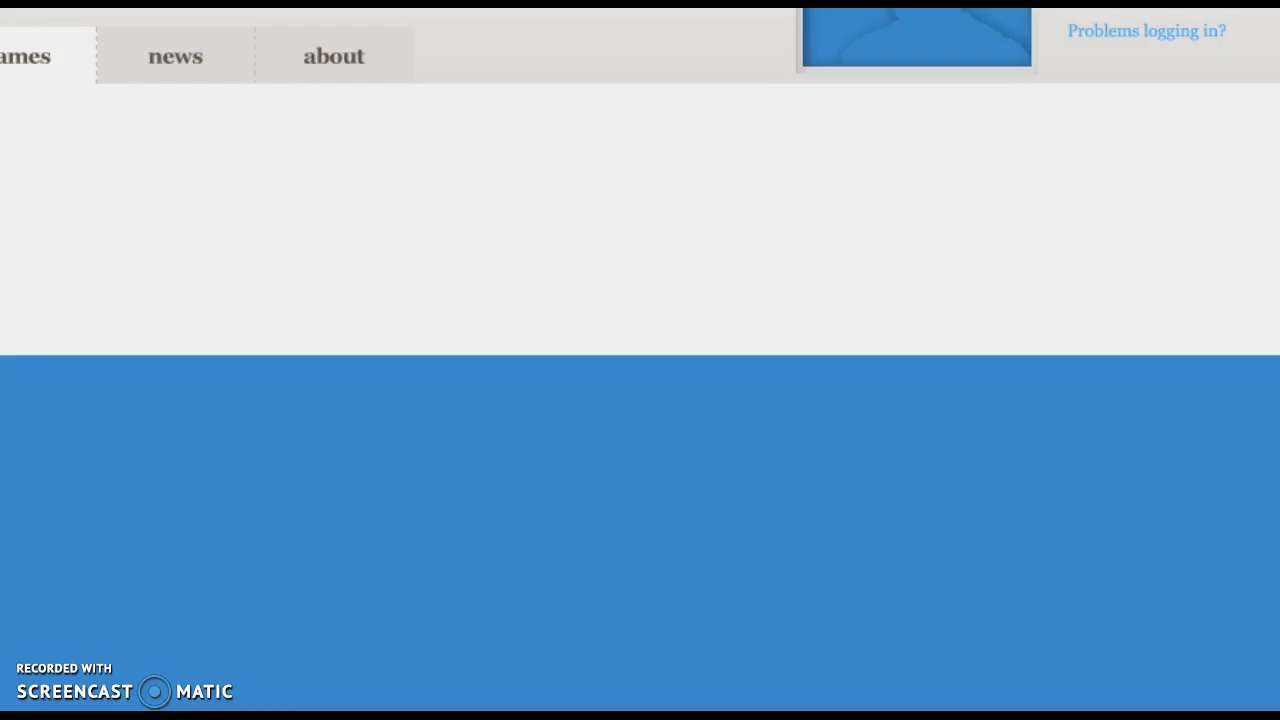 Problems logging in?
ames
news
about
RECORDED WITH
SCREENCAST MATIC